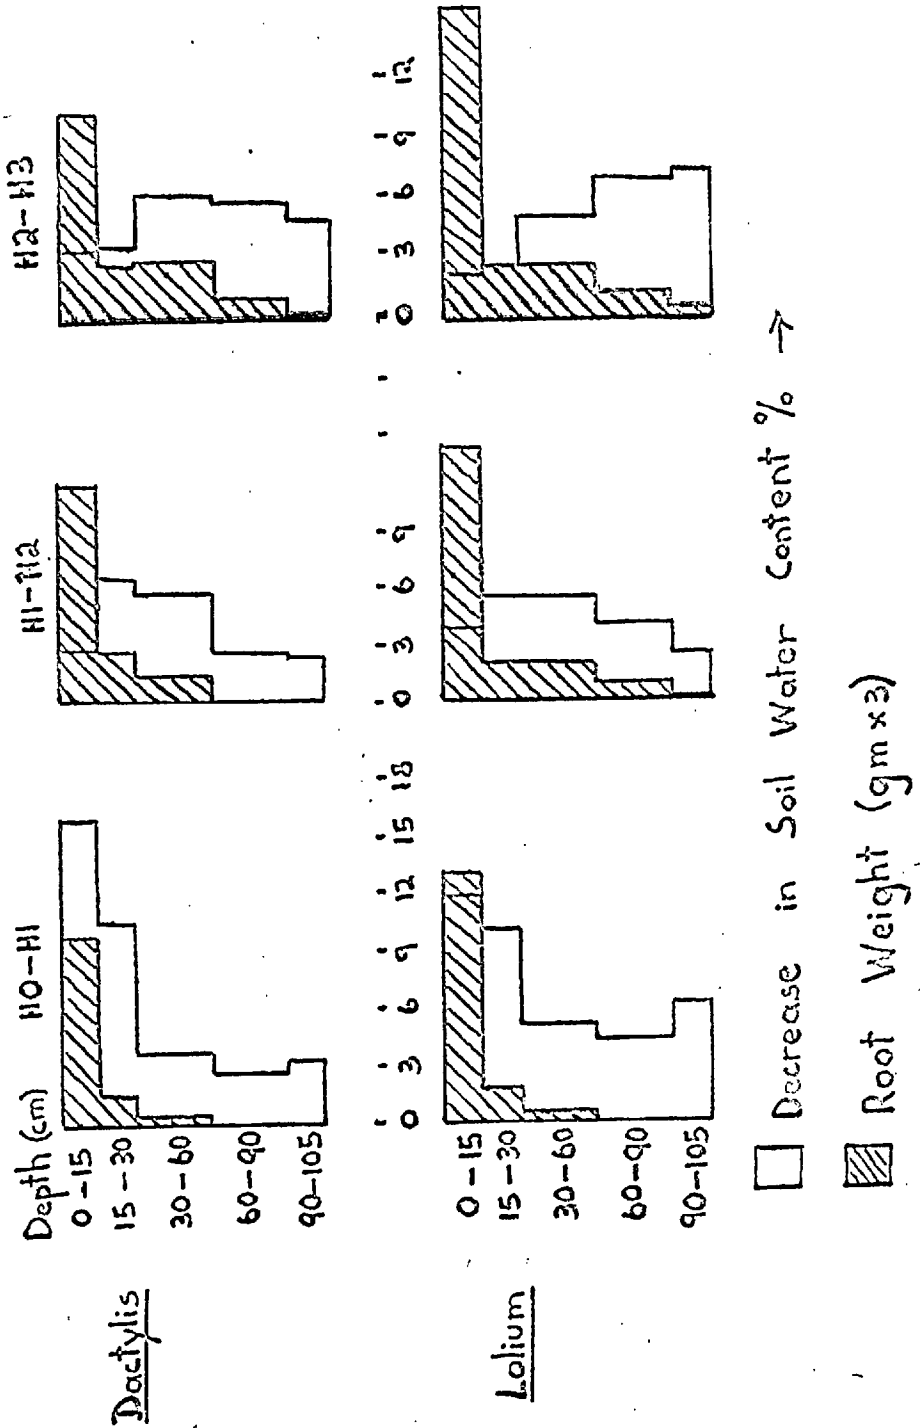 H0-H1 H1-H2 H2-H3
Depth (cm)
Dactylis
0-15
15-30
30-60
60-90
90-105
0 3 6 9 12 15 18 0 3 6 9 0 3 6 9 12
Lolium
0-15
15-30
30-60
60-90
90-105
Decrease in Soil Water Content % →
Root Weight (gm x3)